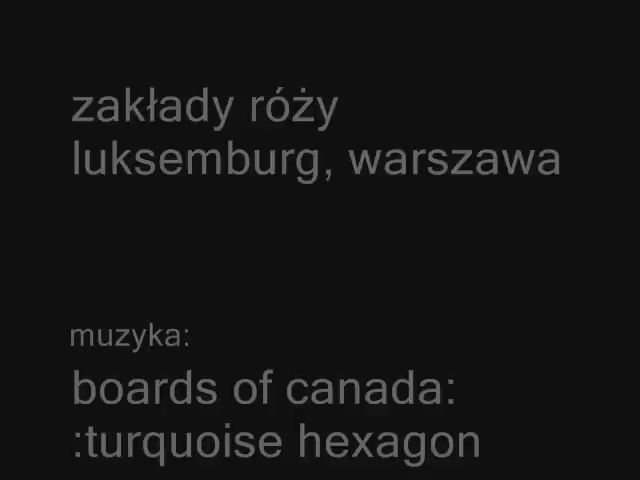 zakłady róży
luksemburg, warszawa
muzyka:
boards of canada:
:turquoise hexagon